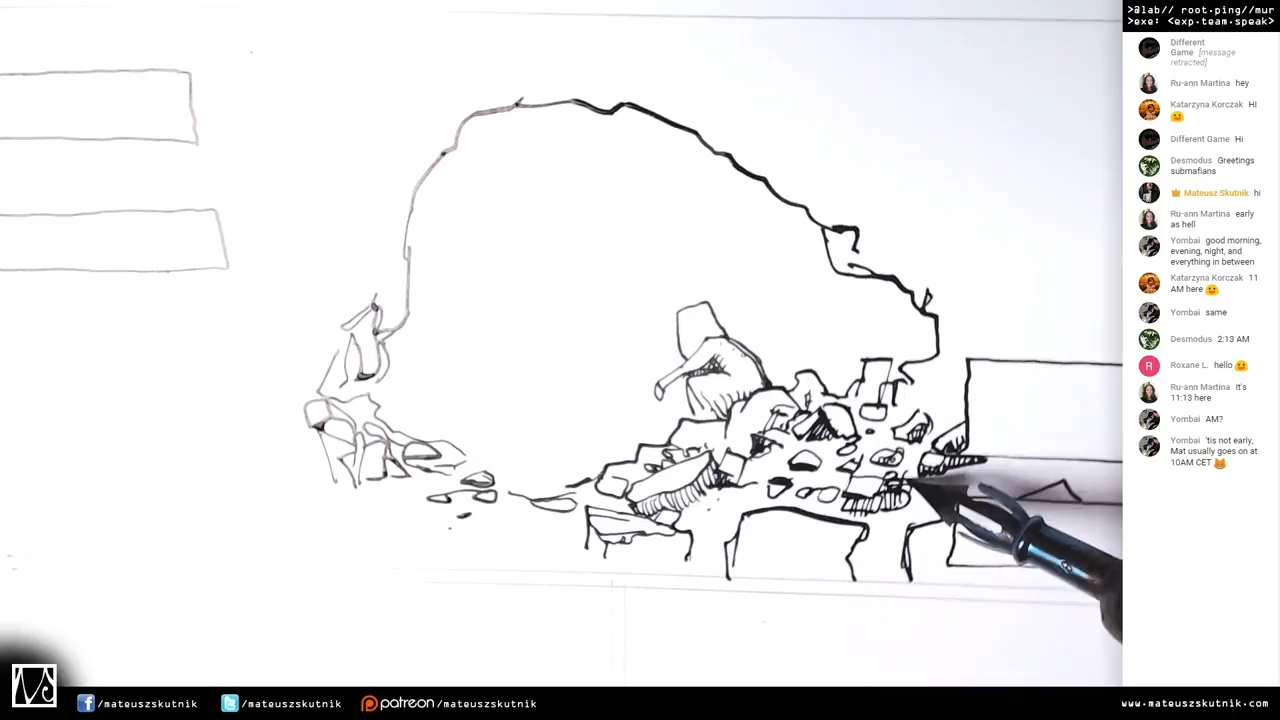 >@lab// root.ping//mur
>exe: <exp.team.speak>
Different
Game [message
retracted]
Ru-ann Martina hey
Katarzyna Korczak Hi
Different Game Hi
Desmodus Greetings
submafians
Mateusz Skutnik hi
Ru-ann Martina early
as hell
Yombai good morning,
evening, night, and
everything in between
Katarzyna Korczak 11
AM here
Yombai same
Desmodus 2:13 AM
R
Roxane L. hello
Ru-ann Martina It's
11:13 here
Yombai AM?
Yombai 'tis not early,
Mat usually goes on at
10AM CET
MS
f /mateuszskutnik
t /mateuszskutnik
patreon /mateuszskutnik
www.mateuszskutnik.com